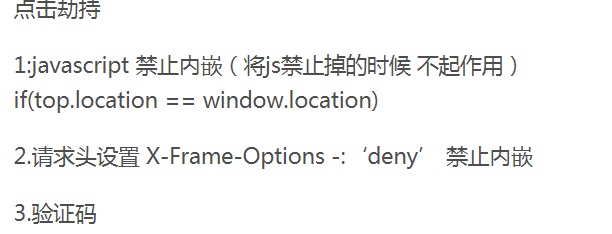 点击劫持
1:javascript 禁止内嵌（将js禁止掉的时候 不起作用）
if(top.location == window.location)
2.请求头设置 X-Frame-Options -:‘deny’ 禁止内嵌
3.验证码